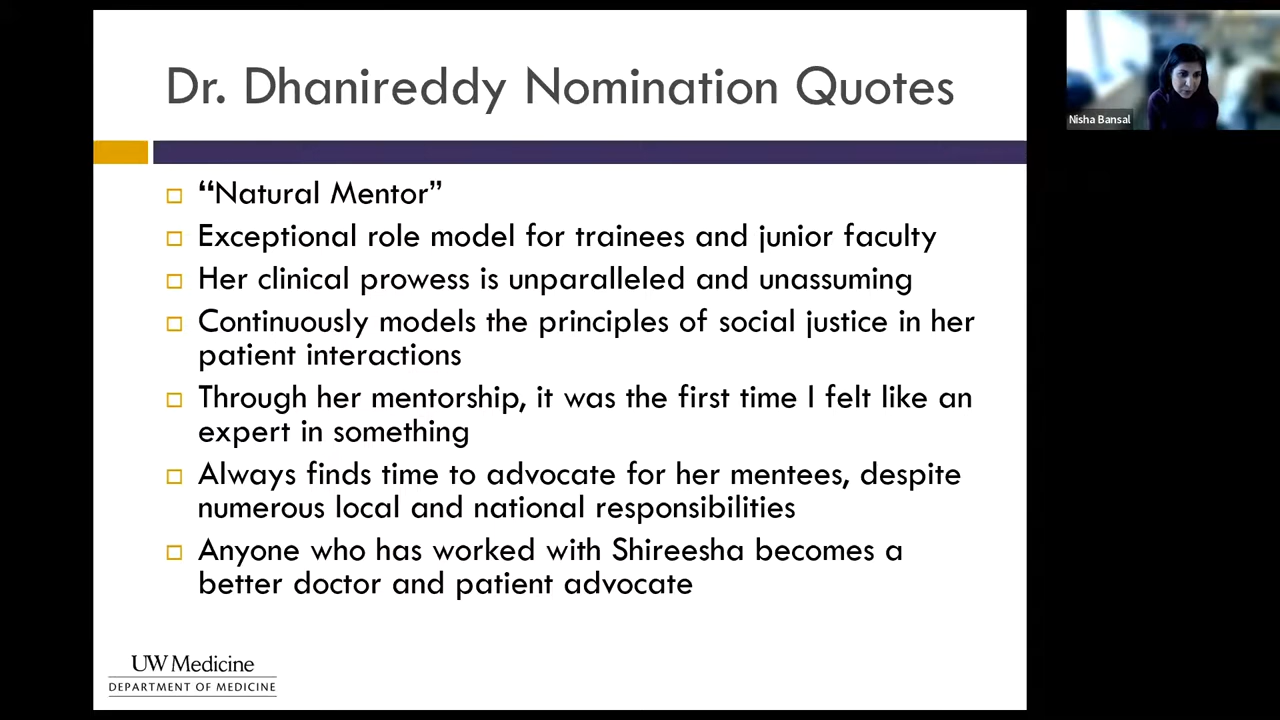 Dr. Dhanireddy Nomination Quotes
“Natural Mentor”
Exceptional role model for trainees and junior faculty
Her clinical prowess is unparalleled and unassuming
Continuously models the principles of social justice in her
patient interactions
Through her mentorship, it was the first time I felt like an
expert in something
Always finds time to advocate for her mentees, despite
numerous local and national responsibilities
Anyone who has worked with Shireesha becomes a
better doctor and patient advocate
UW Medicine
DEPARTMENT OF MEDICINE
Nisha Bansal